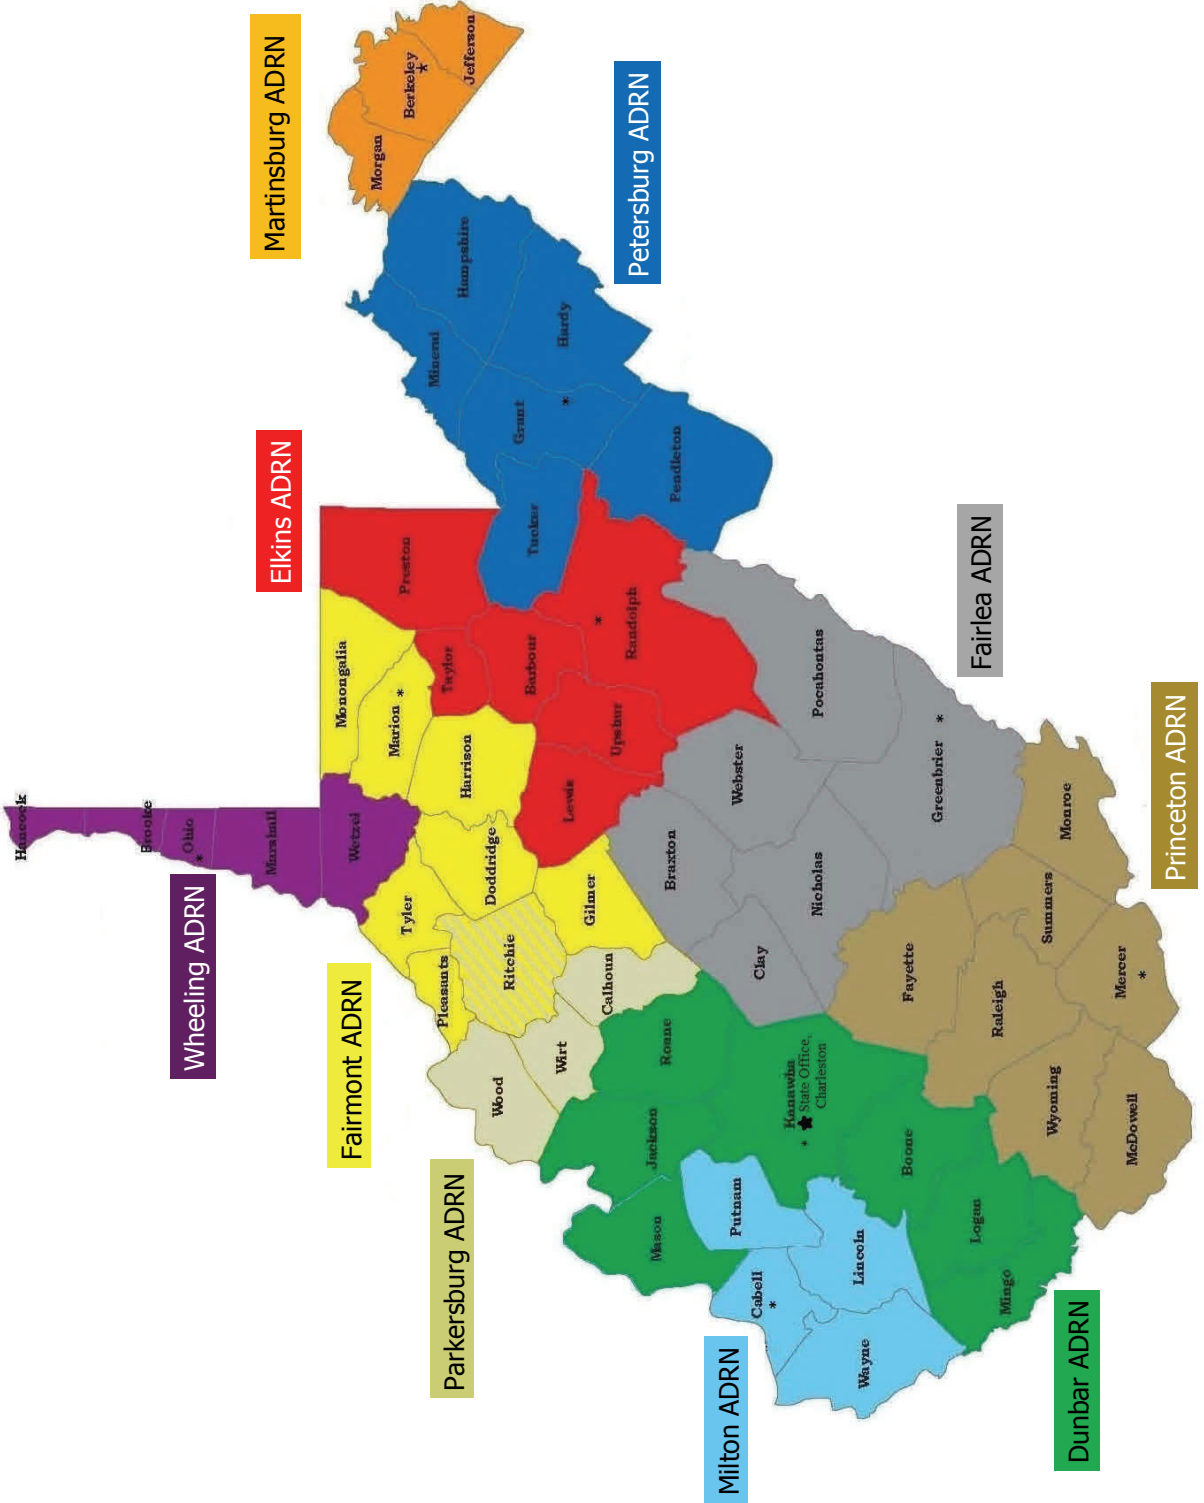 Hancock
Brooke
Ohio
*
Marshall
Wetzel
Wheeling ADRN
Monongalia
Marion *
Harrison
Doddridge
Tyler
Pleasants
Ritchie
Gilmer
Fairmont ADRN
Preston
Taylor
Barbour
Randolph
*
Upshur
Lewis
Elkins ADRN
Morgan
Berkeley
*
Jefferson
Martinsburg ADRN
Hampshire
Mineral
Hardy
Grant
*
Tucker
Pendleton
Petersburg ADRN
Wood
Wirt
Calhoun
Parkersburg ADRN
Braxton
Webster
Pocahontas
Clay
Nicholas
Greenbrier *
Fairlea ADRN
Mason
Jackson
Roane
Kanawha
State Office,
Charleston
*
Boone
Logan
Mingo
Dunbar ADRN
Putnam
Cabell
*
Lincoln
Wayne
Milton ADRN
Fayette
Raleigh
Summers
Monroe
Mercer
*
Wyoming
McDowell
Princeton ADRN